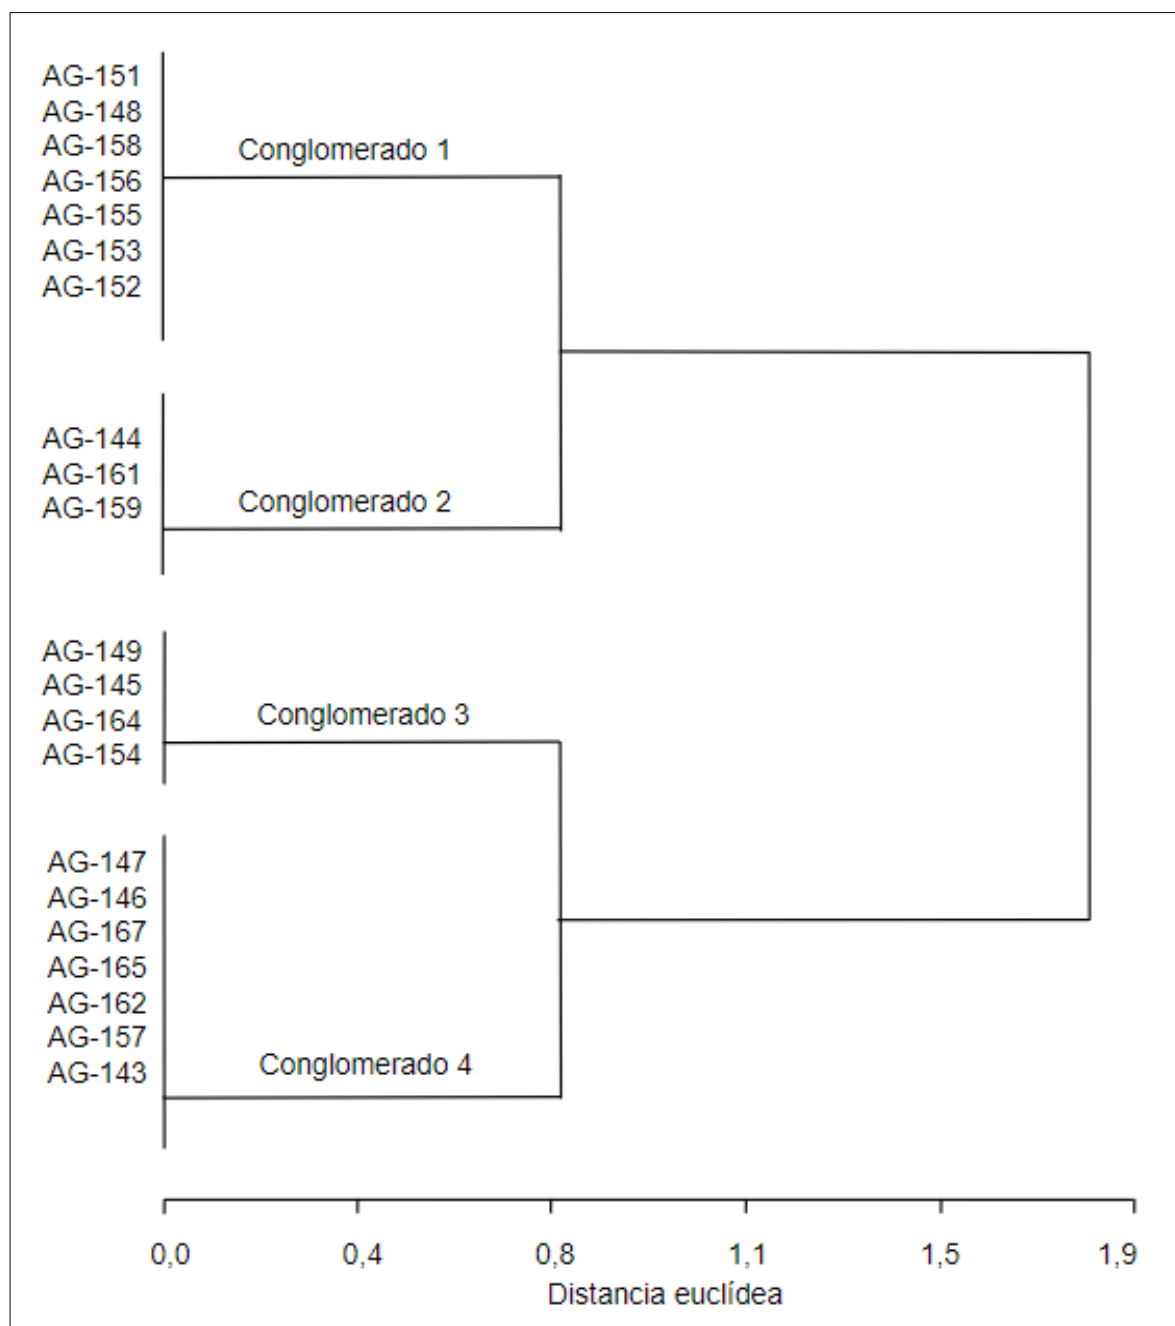 AG-151
AG-148
Conglomerado 1
AG-158
AG-156
AG-155
AG-153
AG-152
AG-144
AG-161
Conglomerado 2
AG-159
AG-149
AG-145
Conglomerado 3
AG-164
AG-154
AG-147
AG-146
AG-167
AG-165
AG-162
AG-157
Conglomerado 4
AG-143
0,0 0,4 0,8 1,1 1,5 1,9
Distancia euclídea